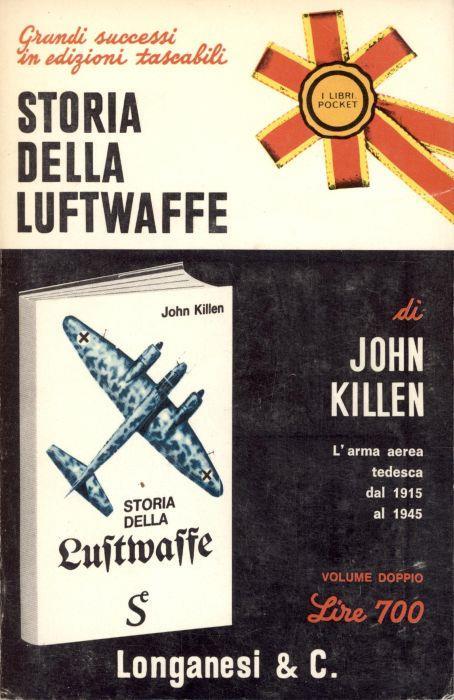 Grandi successi
in edizioni tascabili
I LIBRI
POCKET
STORIA
DELLA
LUFTWAFFE
John Killen
STORIA
DELLA
Luftwaffe
Se
di
JOHN
KILLEN
L'arma aerea
tedesca
dal 1915
al 1945
VOLUME DOPPIO
Lire 700
Longanesi & C.